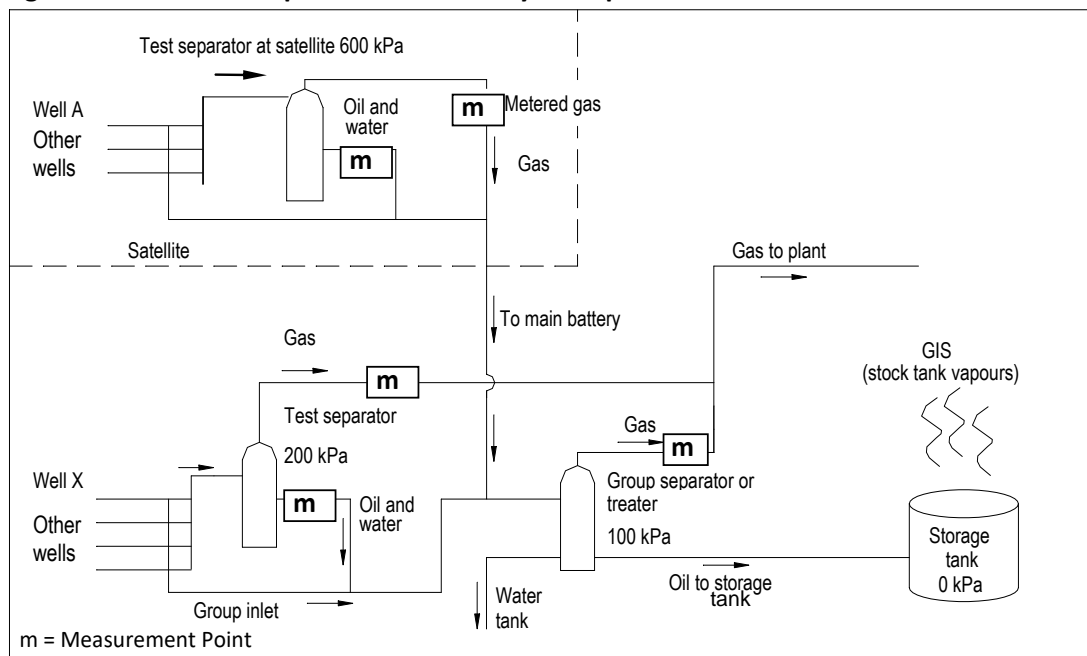 Test separator at satellite 600 kPa
Well A
Other
wells
Oil and
water
m
m
Metered gas
Gas
Satellite
Gas to plant
To main battery
Gas
m
GIS
(stock tank vapours)
Test separator
200 kPa
Gas
m
Well X
Other
wells
m
Oil and
water
Group separator or
treater
100 kPa
Storage
tank
0 kPa
Oil to storage
tank
Water
tank
Group inlet
m = Measurement Point